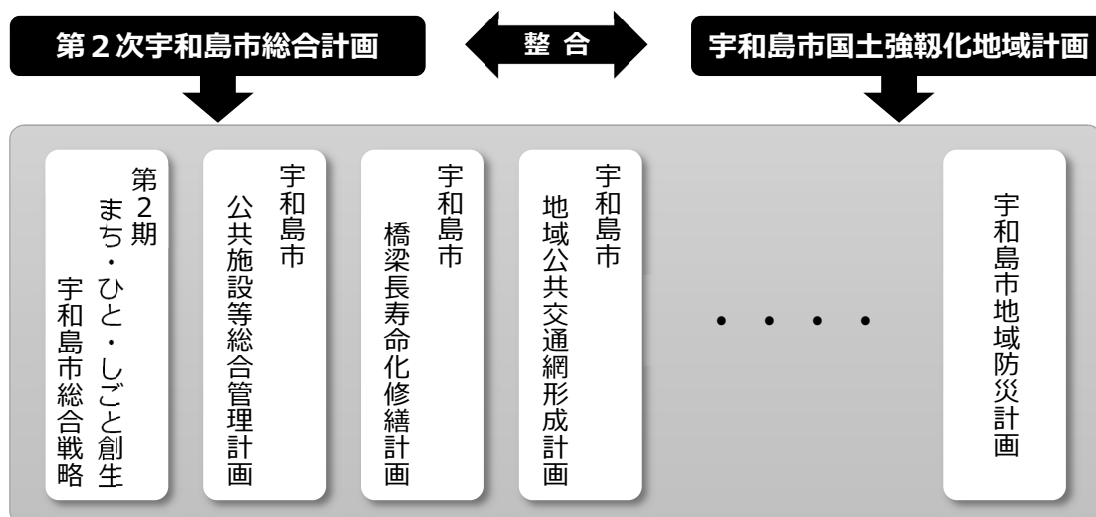 第２次宇和島市総合計画
整 合
宇和島市国土強靱化地域計画
第２期
まち・ひと・しごと創生
宇和島市総合戦略
宇和島市
公共施設等総合管理計画
宇和島市
橋梁長寿命化修繕計画
宇和島市
地域公共交通網形成計画
・・・・
宇和島市地域防災計画